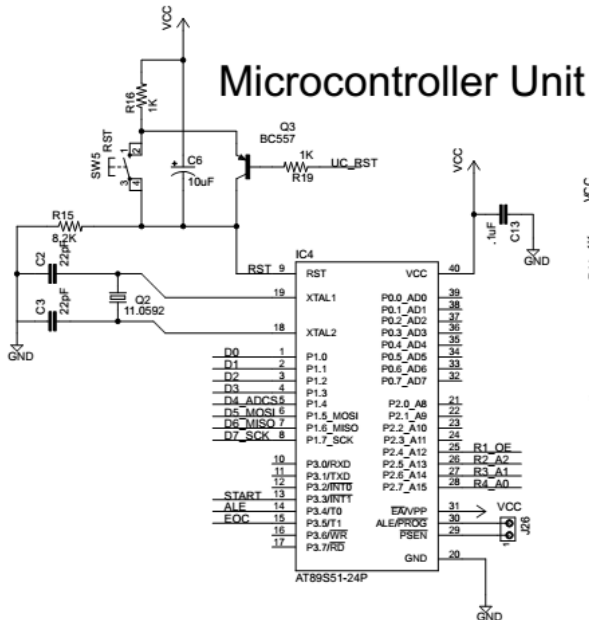 Microcontroller Unit
VCC
R16
1K
Q3
BC557
RST
SW5
1
2
3
4
C6
+
10uF
1K
R19
UC_RST
VCC
VCC
.1uF
C13
GND
R15
8.2K
C2
22pF
C3
22pF
Q2
11.0592
GND
IC4
RST 9 RST VCC 40
19 XTAL1 P0.0_AD0 39
P0.1_AD1 38
P0.2_AD2 37
18 XTAL2 P0.3_AD3 36
P0.4_AD4 35
D0 1 P1.0 P0.5_AD5 34
D1 2 P1.1 P0.6_AD6 33
D2 3 P1.2 P0.7_AD7 32
D3 4 P1.3
D4_ADCS 5 P1.4 P2.0_A8 21
D5_MOSI 6 P1.5_MOSI P2.1_A9 22
D6_MISO 7 P1.6_MISO P2.2_A10 23
D7_SCK 8 P1.7_SCK P2.3_A11 24
P2.4_A12 25 R1_OE
10 P3.0/RXD P2.5_A13 26 R2_A2
11 P3.1/TXD P2.6_A14 27 R3_A1
12 P3.2/INT0 P2.7_A15 28 R4_A0
START 13 P3.3/INT1
ALE 14 P3.4/T0 EA/VPP 31 VCC
EOC 15 P3.5/T1 ALE/PROG 30
16 P3.6/WR PSEN 29
17 P3.7/RD
GND 20
1
J26
AT89S51-24P
GND